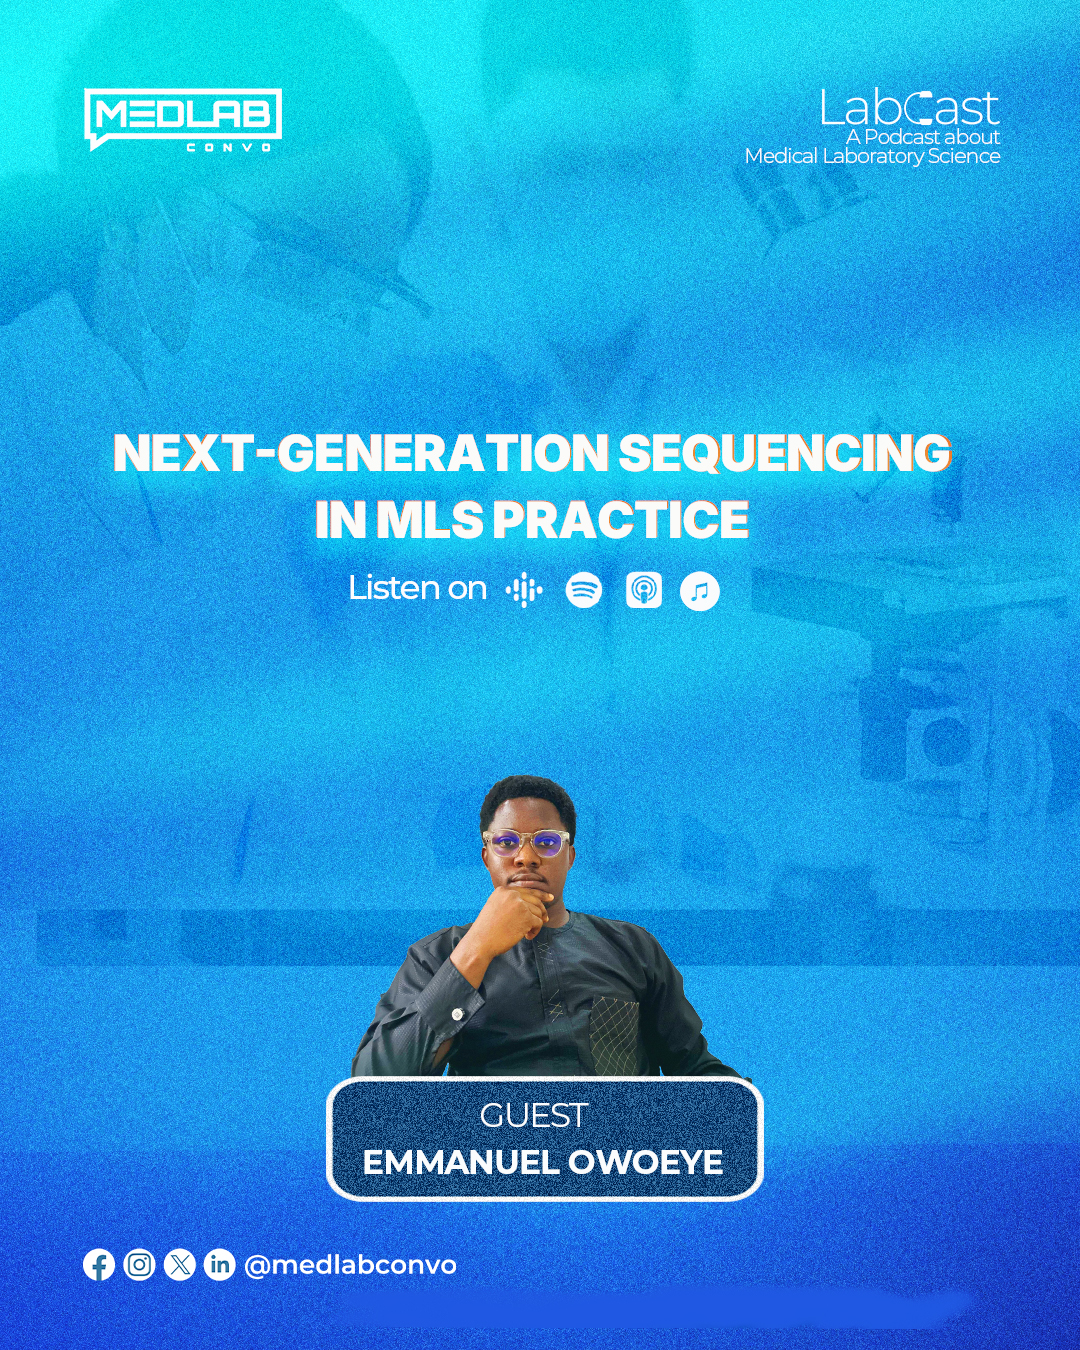 MEDLAB
CONVO
LabCast
A Podcast about
Medical Laboratory Science
NEXT-GENERATION SEQUENCING
IN MLS PRACTICE
Listen on
GUEST
EMMANUEL OWOEYE
@medlabconvo